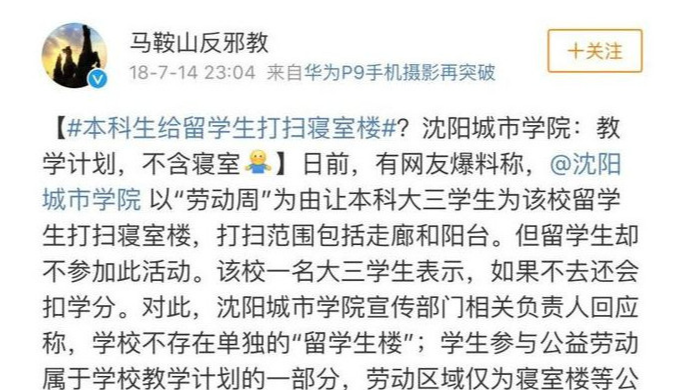 马鞍山反邪教
十关注
18-7-14 23:04 来自华为P9手机摄影再突破
【#本科生给留学生打扫寝室楼#？沈阳城市学院：教
学计划，不含寝室🤷】日前，有网友爆料称，@沈阳
城市学院 以“劳动周”为由让本科大三学生为该校留学
生打扫寝室楼，打扫范围包括走廊和阳台。但留学生却
不参加此活动。该校一名大三学生表示，如果不去还会
扣学分。对此，沈阳城市学院宣传部门相关负责人回应
称，学校不存在单独的“留学生楼”；学生参与公益劳动
属于学校教学计划的一部分，劳动区域仅为寝室楼等公